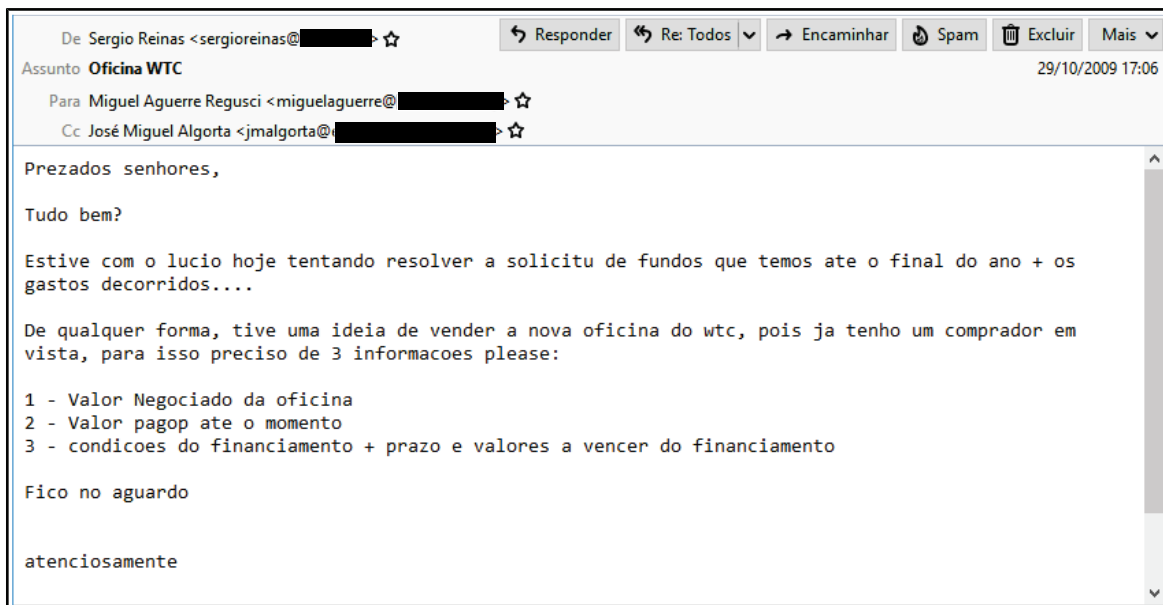 De Sergio Reinas <sergioreinas@ >
Responder Re: Todos Encaminhar Spam Excluir Mais
Assunto Oficina WTC
29/10/2009 17:06
Para Miguel Aguerre Regusci <miguelaguerre@ >
Cc José Miguel Algorta <jmalgorta@ >
Prezados senhores,
Tudo bem?
Estive com o lucio hoje tentando resolver a solicitu de fundos que temos ate o final do ano + os
gastos decorridos....
De qualquer forma, tive uma ideia de vender a nova oficina do wtc, pois ja tenho um comprador em
vista, para isso preciso de 3 informacoes please:
1 - Valor Negociado da oficina
2 - Valor pagop ate o momento
3 - condicoes do financiamento + prazo e valores a vencer do financiamento
Fico no aguardo
atenciosamente